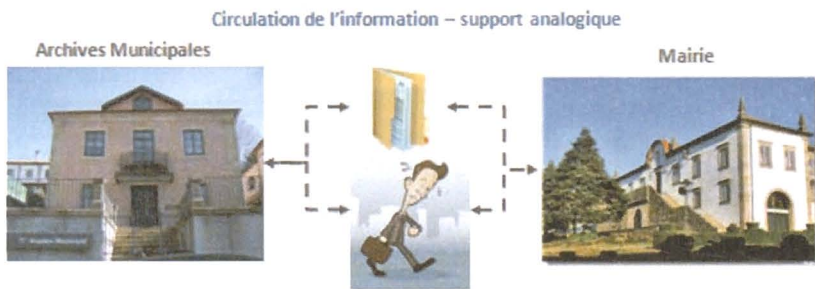 Circulation de l'information – support analogique
Archives Municipales
Mairie